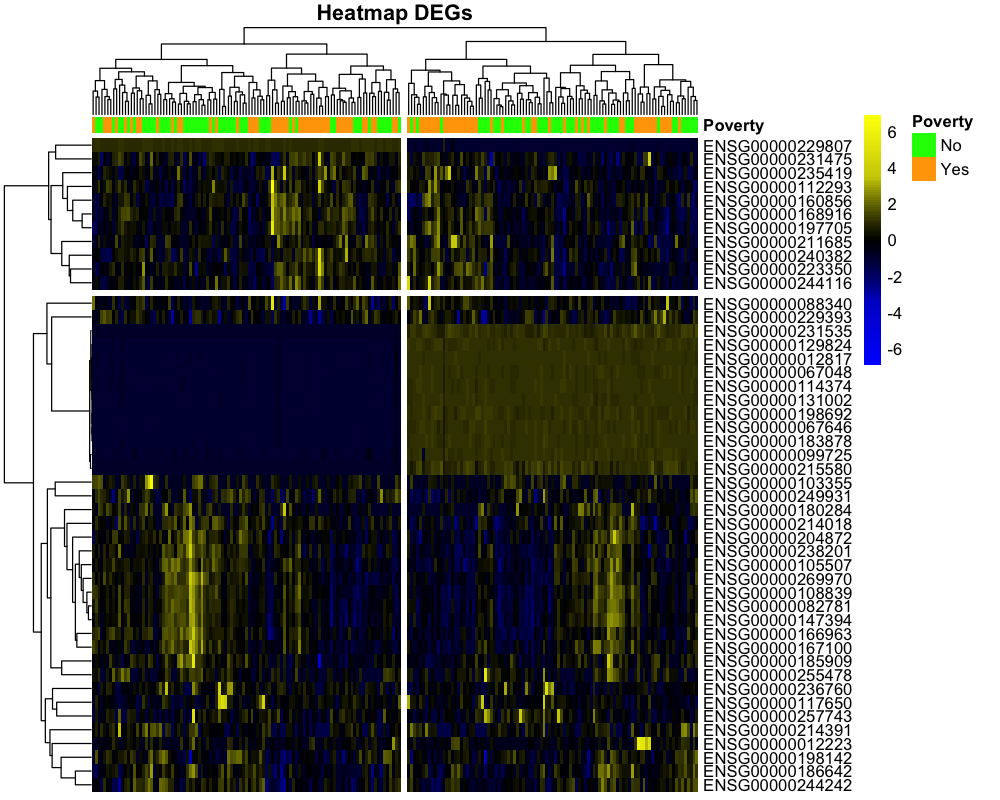 Heatmap DEGs
Poverty
ENSG00000229807
ENSG00000231475
ENSG00000235419
ENSG00000112293
ENSG00000160856
ENSG00000168916
ENSG00000197705
ENSG00000211685
ENSG00000240382
ENSG00000223350
ENSG00000244116
ENSG00000088340
ENSG00000229393
ENSG00000231535
ENSG00000129824
ENSG00000012817
ENSG00000067048
ENSG00000114374
ENSG00000131002
ENSG00000198692
ENSG00000067646
ENSG00000183878
ENSG00000099725
ENSG00000215580
ENSG00000103355
ENSG00000249931
ENSG00000180284
ENSG00000214018
ENSG00000204872
ENSG00000238201
ENSG00000105507
ENSG00000269970
ENSG00000108839
ENSG00000082781
ENSG00000147394
ENSG00000166963
ENSG00000167100
ENSG00000185909
ENSG00000255478
ENSG00000236760
ENSG00000117650
ENSG00000257743
ENSG00000214391
ENSG00000012223
ENSG00000198142
ENSG00000186642
ENSG00000244242
6
4
2
0
-2
-4
-6
Poverty
No
Yes